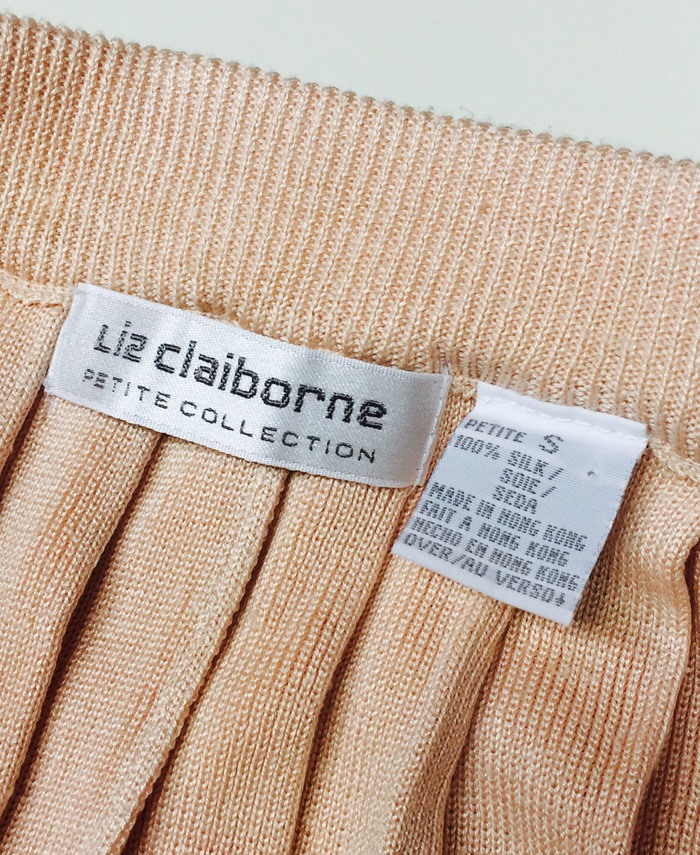 Liz claiborne
PETITE COLLECTION
PETITE S
100% SILK/
SOIE/
SEDA
MADE IN HONG KONG
FAIT A HONG KONG
HECHO EN HONG KONG
OVER/AU VERSO↓